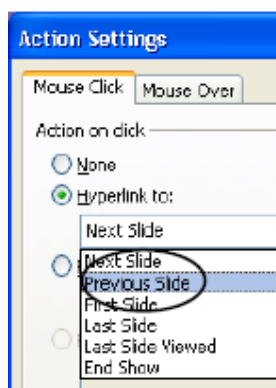 Action Settings
Mouse Click Mouse Over
Action on click
None
Hyperlink to:
Next Slide
Next Slide
Previous Slide
First Slide
Last Slide
Last Slide Viewed
End Show